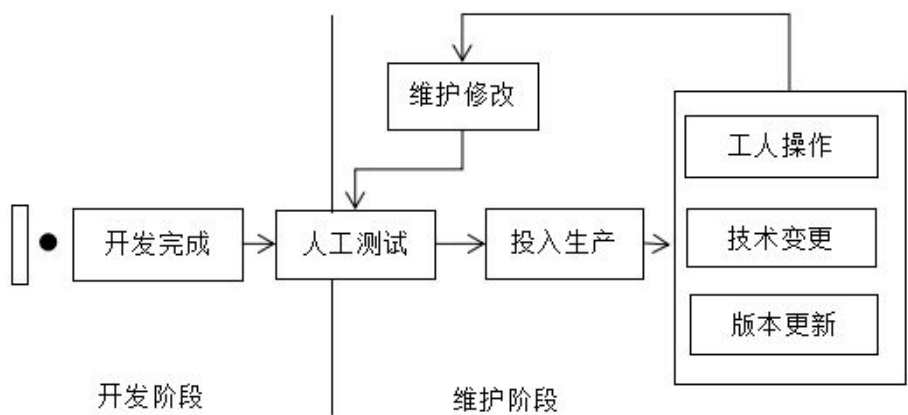 维护修改
工人操作
开发完成
人工测试
投入生产
技术变更
版本更新
开发阶段
维护阶段